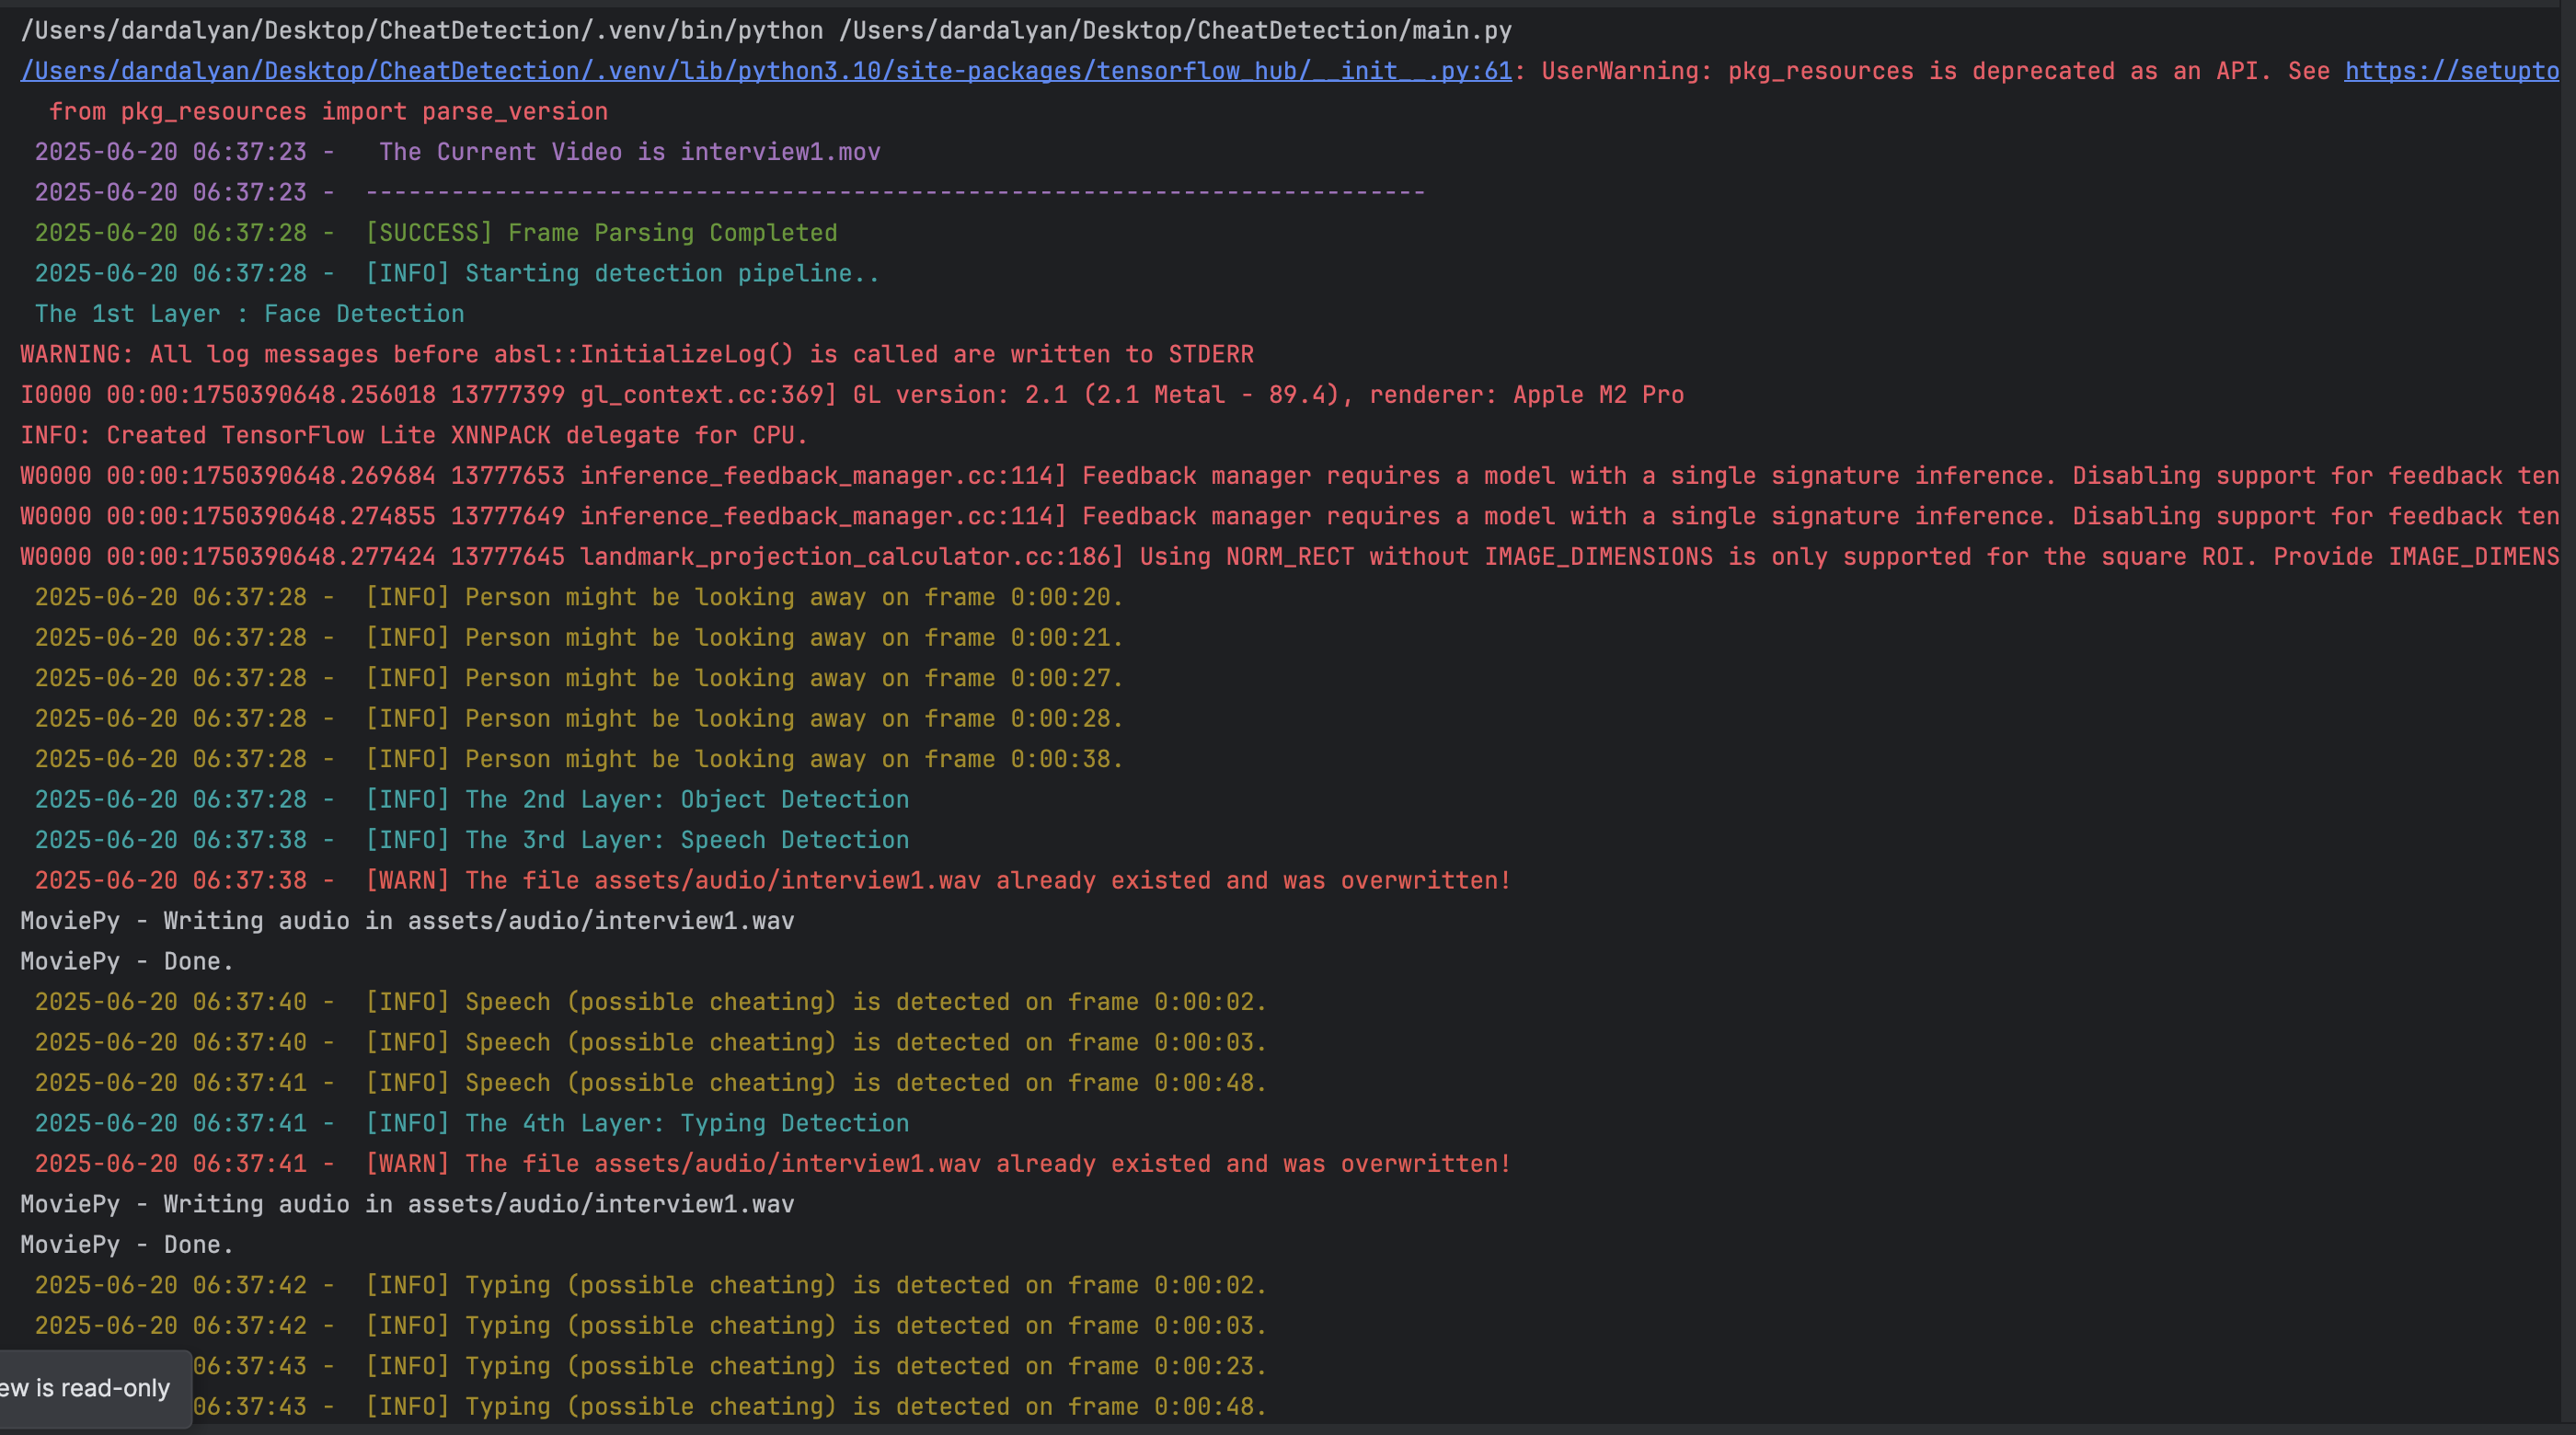 /Users/dardalyan/Desktop/CheatDetection/.venv/bin/python /Users/dardalyan/Desktop/CheatDetection/main.py
/Users/dardalyan/Desktop/CheatDetection/.venv/lib/python3.10/site-packages/tensorflow_hub/__init__.py:61: UserWarning: pkg_resources is deprecated as an API. See https://setupto
from pkg_resources import parse_version
2025-06-20 06:37:23 - The Current Video is interview1.mov
2025-06-20 06:37:23 - --------------------------------------------------------------------------
2025-06-20 06:37:28 - [SUCCESS] Frame Parsing Completed
2025-06-20 06:37:28 - [INFO] Starting detection pipeline..
The 1st Layer : Face Detection
WARNING: All log messages before absl::InitializeLog() is called are written to STDERR
I0000 00:00:1750390648.256018 13777399 gl_context.cc:369] GL version: 2.1 (2.1 Metal - 89.4), renderer: Apple M2 Pro
INFO: Created TensorFlow Lite XNNPACK delegate for CPU.
W0000 00:00:1750390648.269684 13777653 inference_feedback_manager.cc:114] Feedback manager requires a model with a single signature inference. Disabling support for feedback ten
W0000 00:00:1750390648.274855 13777649 inference_feedback_manager.cc:114] Feedback manager requires a model with a single signature inference. Disabling support for feedback ten
W0000 00:00:1750390648.277424 13777645 landmark_projection_calculator.cc:186] Using NORM_RECT without IMAGE_DIMENSIONS is only supported for the square ROI. Provide IMAGE_DIMENS
2025-06-20 06:37:28 - [INFO] Person might be looking away on frame 0:00:20.
2025-06-20 06:37:28 - [INFO] Person might be looking away on frame 0:00:21.
2025-06-20 06:37:28 - [INFO] Person might be looking away on frame 0:00:27.
2025-06-20 06:37:28 - [INFO] Person might be looking away on frame 0:00:28.
2025-06-20 06:37:28 - [INFO] Person might be looking away on frame 0:00:38.
2025-06-20 06:37:28 - [INFO] The 2nd Layer: Object Detection
2025-06-20 06:37:38 - [INFO] The 3rd Layer: Speech Detection
2025-06-20 06:37:38 - [WARN] The file assets/audio/interview1.wav already existed and was overwritten!
MoviePy - Writing audio in assets/audio/interview1.wav
MoviePy - Done.
2025-06-20 06:37:40 - [INFO] Speech (possible cheating) is detected on frame 0:00:02.
2025-06-20 06:37:40 - [INFO] Speech (possible cheating) is detected on frame 0:00:03.
2025-06-20 06:37:41 - [INFO] Speech (possible cheating) is detected on frame 0:00:48.
2025-06-20 06:37:41 - [INFO] The 4th Layer: Typing Detection
2025-06-20 06:37:41 - [WARN] The file assets/audio/interview1.wav already existed and was overwritten!
MoviePy - Writing audio in assets/audio/interview1.wav
MoviePy - Done.
2025-06-20 06:37:42 - [INFO] Typing (possible cheating) is detected on frame 0:00:02.
2025-06-20 06:37:42 - [INFO] Typing (possible cheating) is detected on frame 0:00:03.
06:37:43 - [INFO] Typing (possible cheating) is detected on frame 0:00:23.
ew is read-only
06:37:43 - [INFO] Typing (possible cheating) is detected on frame 0:00:48.